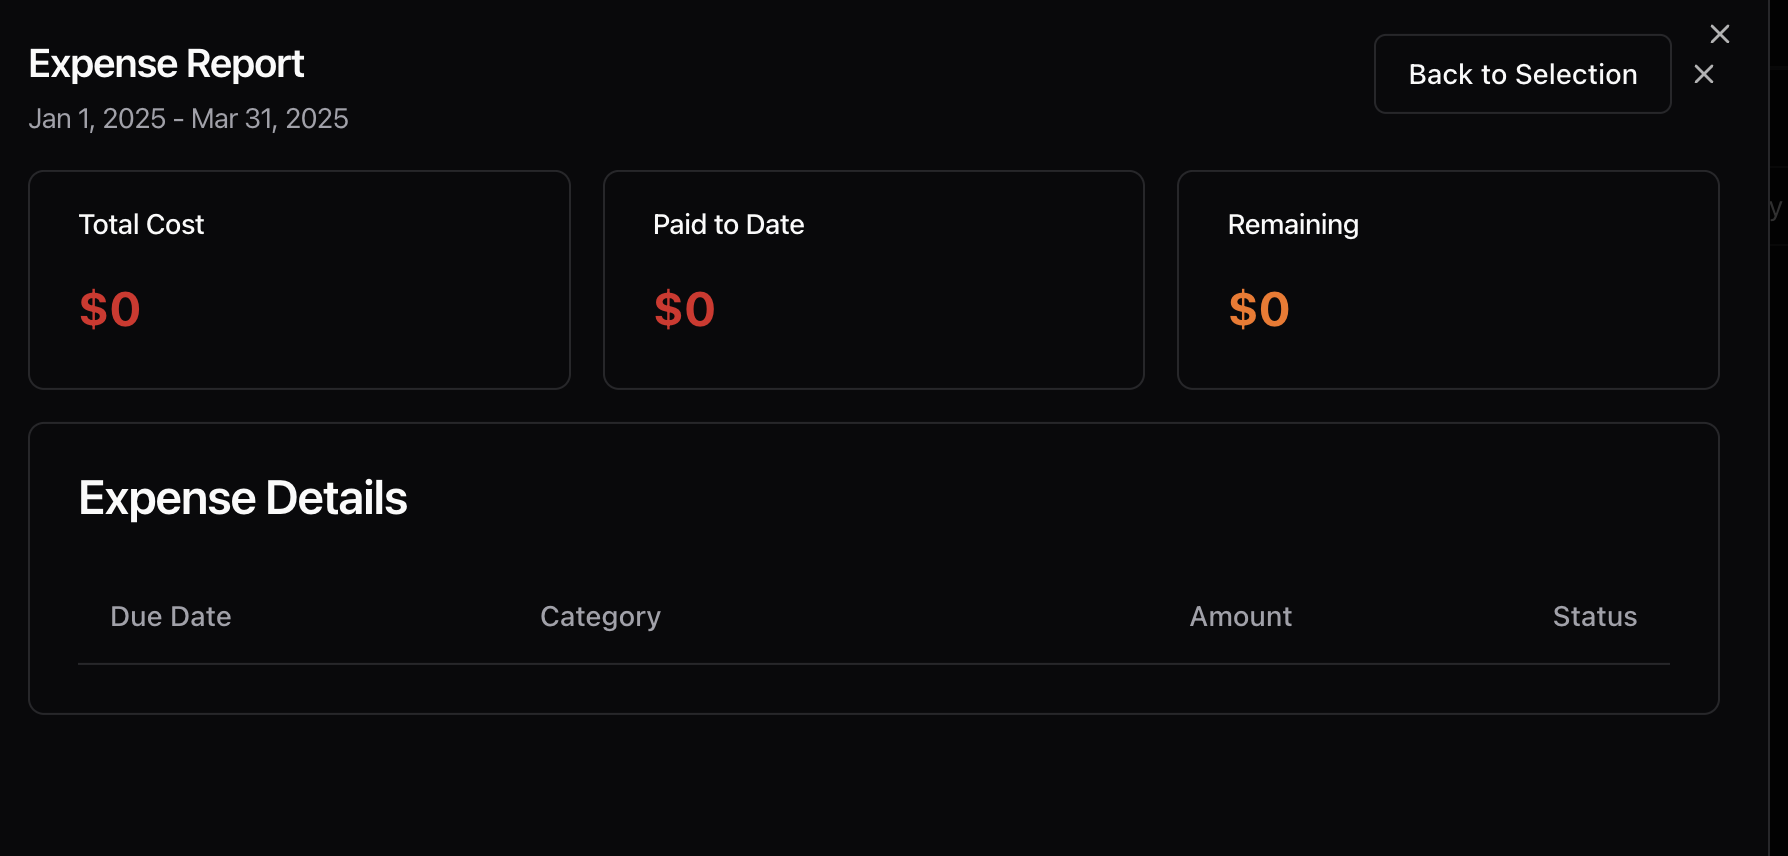 Expense Report
Jan 1, 2025 - Mar 31, 2025
Back to Selection
Total Cost
$0
Paid to Date
$0
Remaining
$0
Expense Details
Due Date Category Amount Status
y